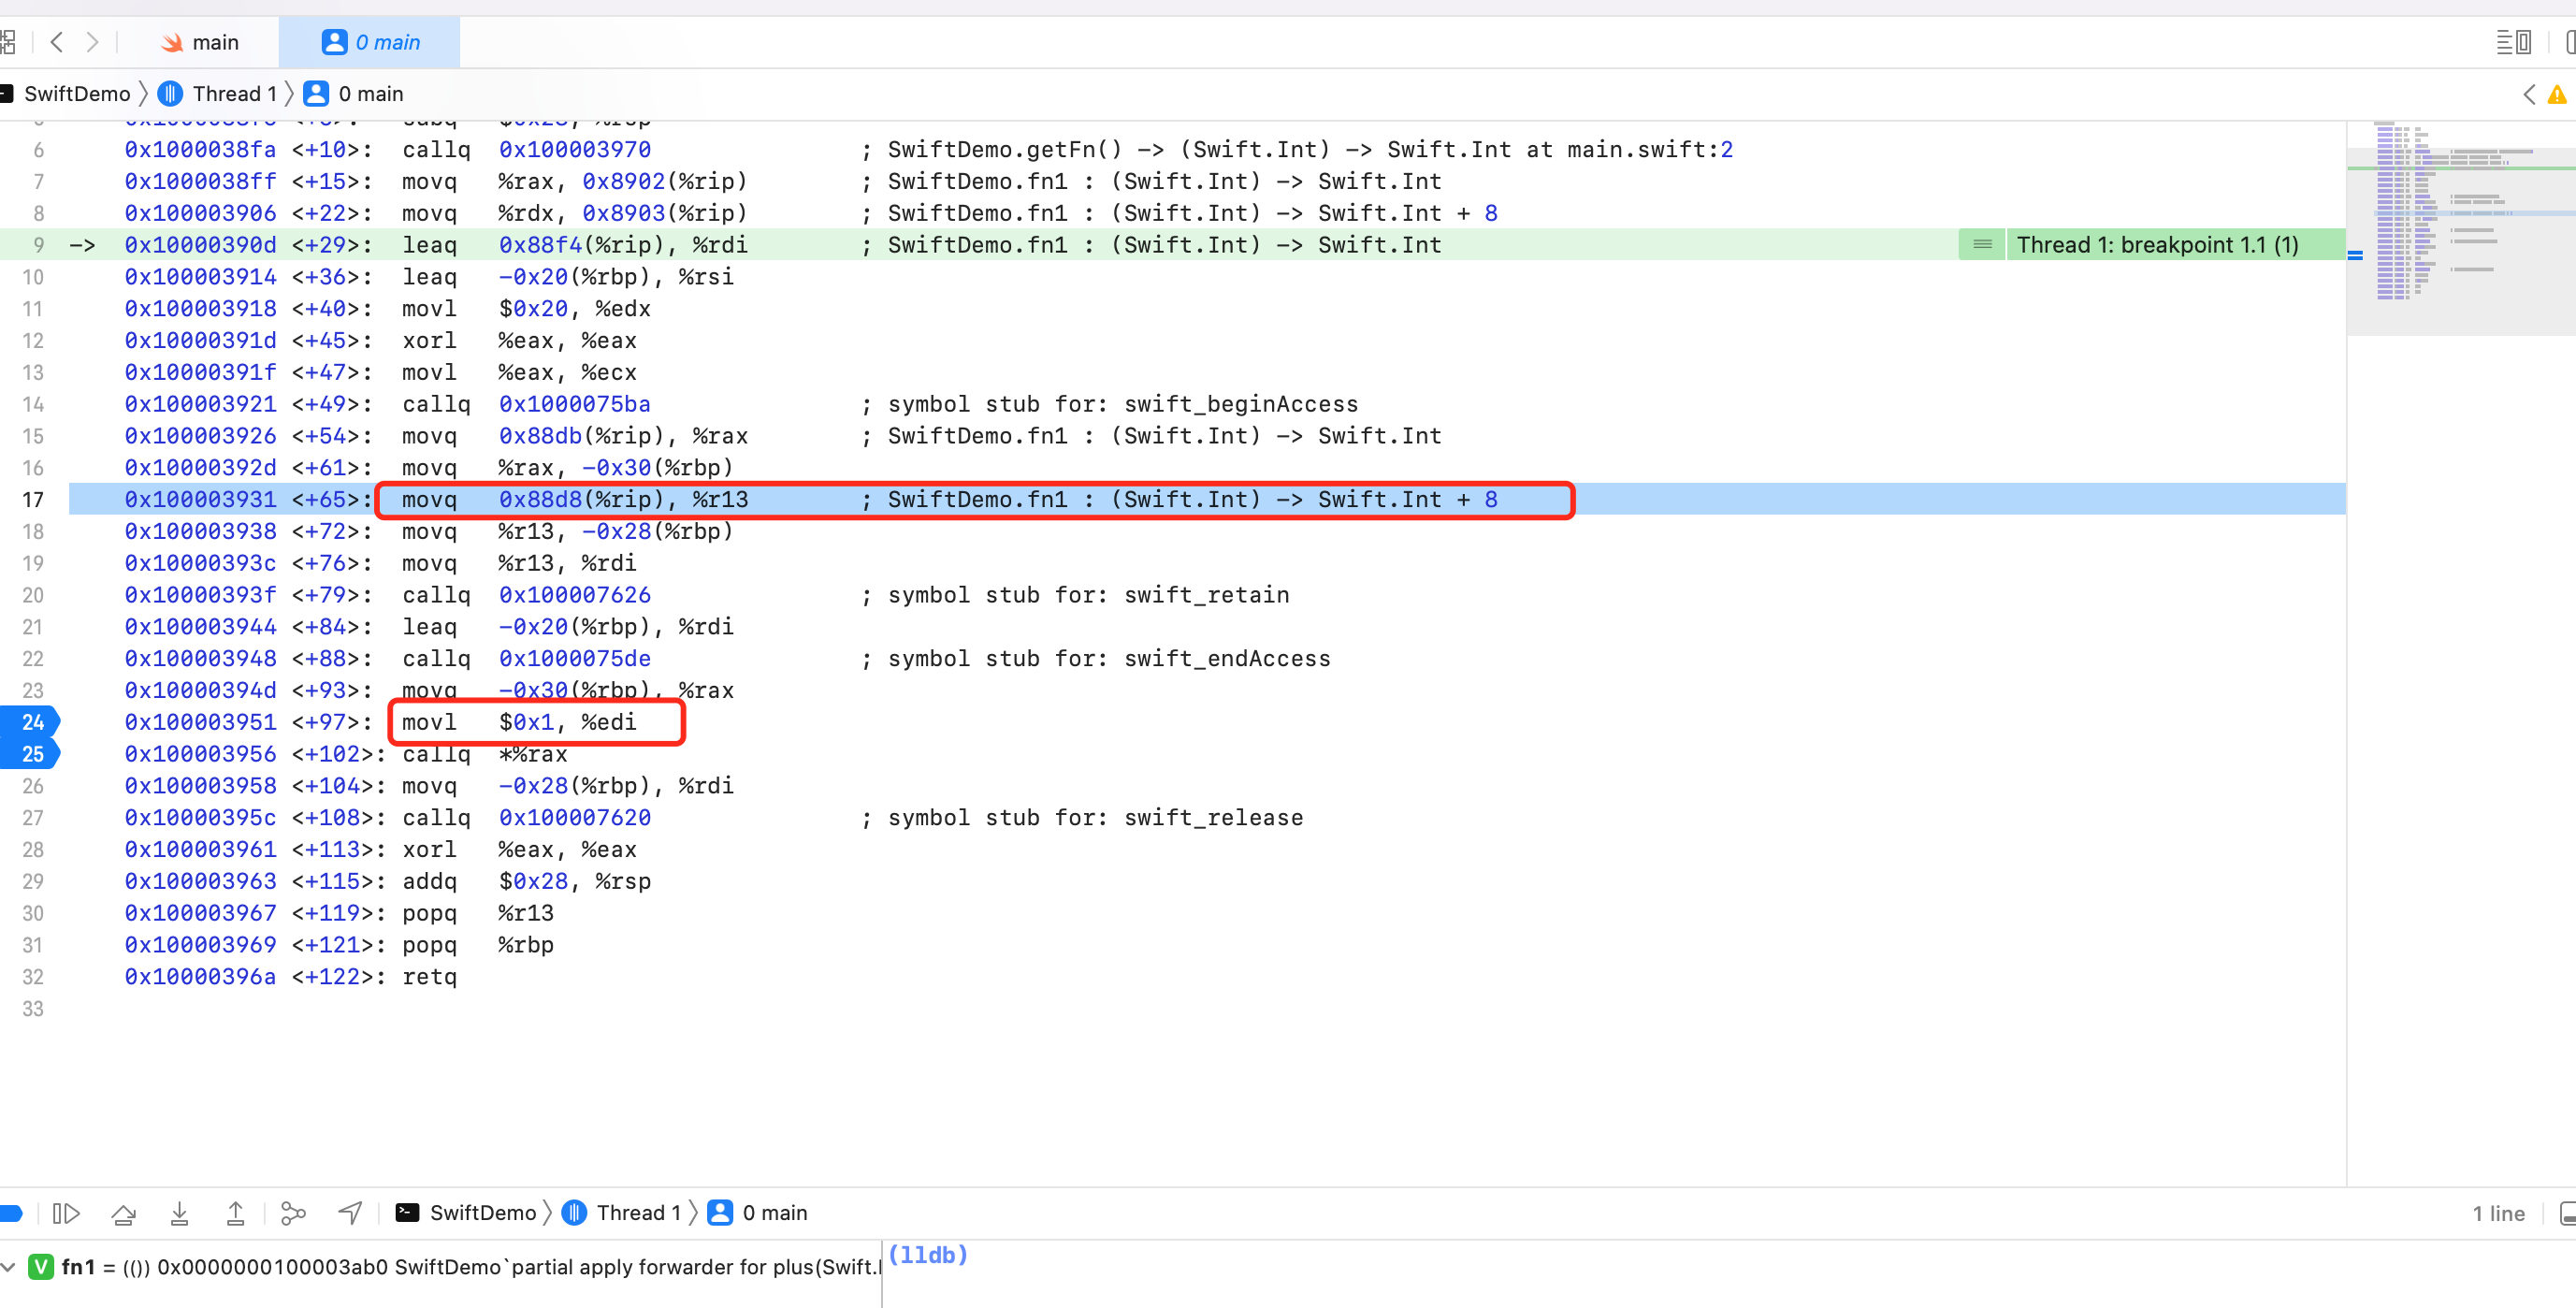 main
0 main
SwiftDemo Thread 1 0 main
6 0x1000038fa <+10>: callq 0x100003970 ; SwiftDemo.getFn() -> (Swift.Int) -> Swift.Int at main.swift:2
7 0x1000038ff <+15>: movq %rax, 0x8902(%rip) ; SwiftDemo.fn1 : (Swift.Int) -> Swift.Int
8 0x100003906 <+22>: movq %rdx, 0x8903(%rip) ; SwiftDemo.fn1 : (Swift.Int) -> Swift.Int + 8
9 -> 0x10000390d <+29>: leaq 0x88f4(%rip), %rdi ; SwiftDemo.fn1 : (Swift.Int) -> Swift.Int Thread 1: breakpoint 1.1 (1)
10 0x100003914 <+36>: leaq -0x20(%rbp), %rsi
11 0x100003918 <+40>: movl $0x20, %edx
12 0x10000391d <+45>: xorl %eax, %eax
13 0x10000391f <+47>: movl %eax, %ecx
14 0x100003921 <+49>: callq 0x1000075ba ; symbol stub for: swift_beginAccess
15 0x100003926 <+54>: movq 0x88db(%rip), %rax ; SwiftDemo.fn1 : (Swift.Int) -> Swift.Int
16 0x10000392d <+61>: movq %rax, -0x30(%rbp)
17 0x100003931 <+65>: movq 0x88d8(%rip), %r13 ; SwiftDemo.fn1 : (Swift.Int) -> Swift.Int + 8
18 0x100003938 <+72>: movq %r13, -0x28(%rbp)
19 0x10000393c <+76>: movq %r13, %rdi
20 0x10000393f <+79>: callq 0x100007626 ; symbol stub for: swift_retain
21 0x100003944 <+84>: leaq -0x20(%rbp), %rdi
22 0x100003948 <+88>: callq 0x1000075de ; symbol stub for: swift_endAccess
23 0x10000394d <+93>: movq -0x30(%rbp), %rax
24 0x100003951 <+97>: movl $0x1, %edi
25 0x100003956 <+102>: callq *%rax
26 0x100003958 <+104>: movq -0x28(%rbp), %rdi
27 0x10000395c <+108>: callq 0x100007620 ; symbol stub for: swift_release
28 0x100003961 <+113>: xorl %eax, %eax
29 0x100003963 <+115>: addq $0x28, %rsp
30 0x100003967 <+119>: popq %r13
31 0x100003969 <+121>: popq %rbp
32 0x10000396a <+122>: retq
33
SwiftDemo Thread 1 0 main 1 line
V fn1 = (()) 0x0000000100003ab0 SwiftDemo`partial apply forwarder for plus(Swift.
(lldb)